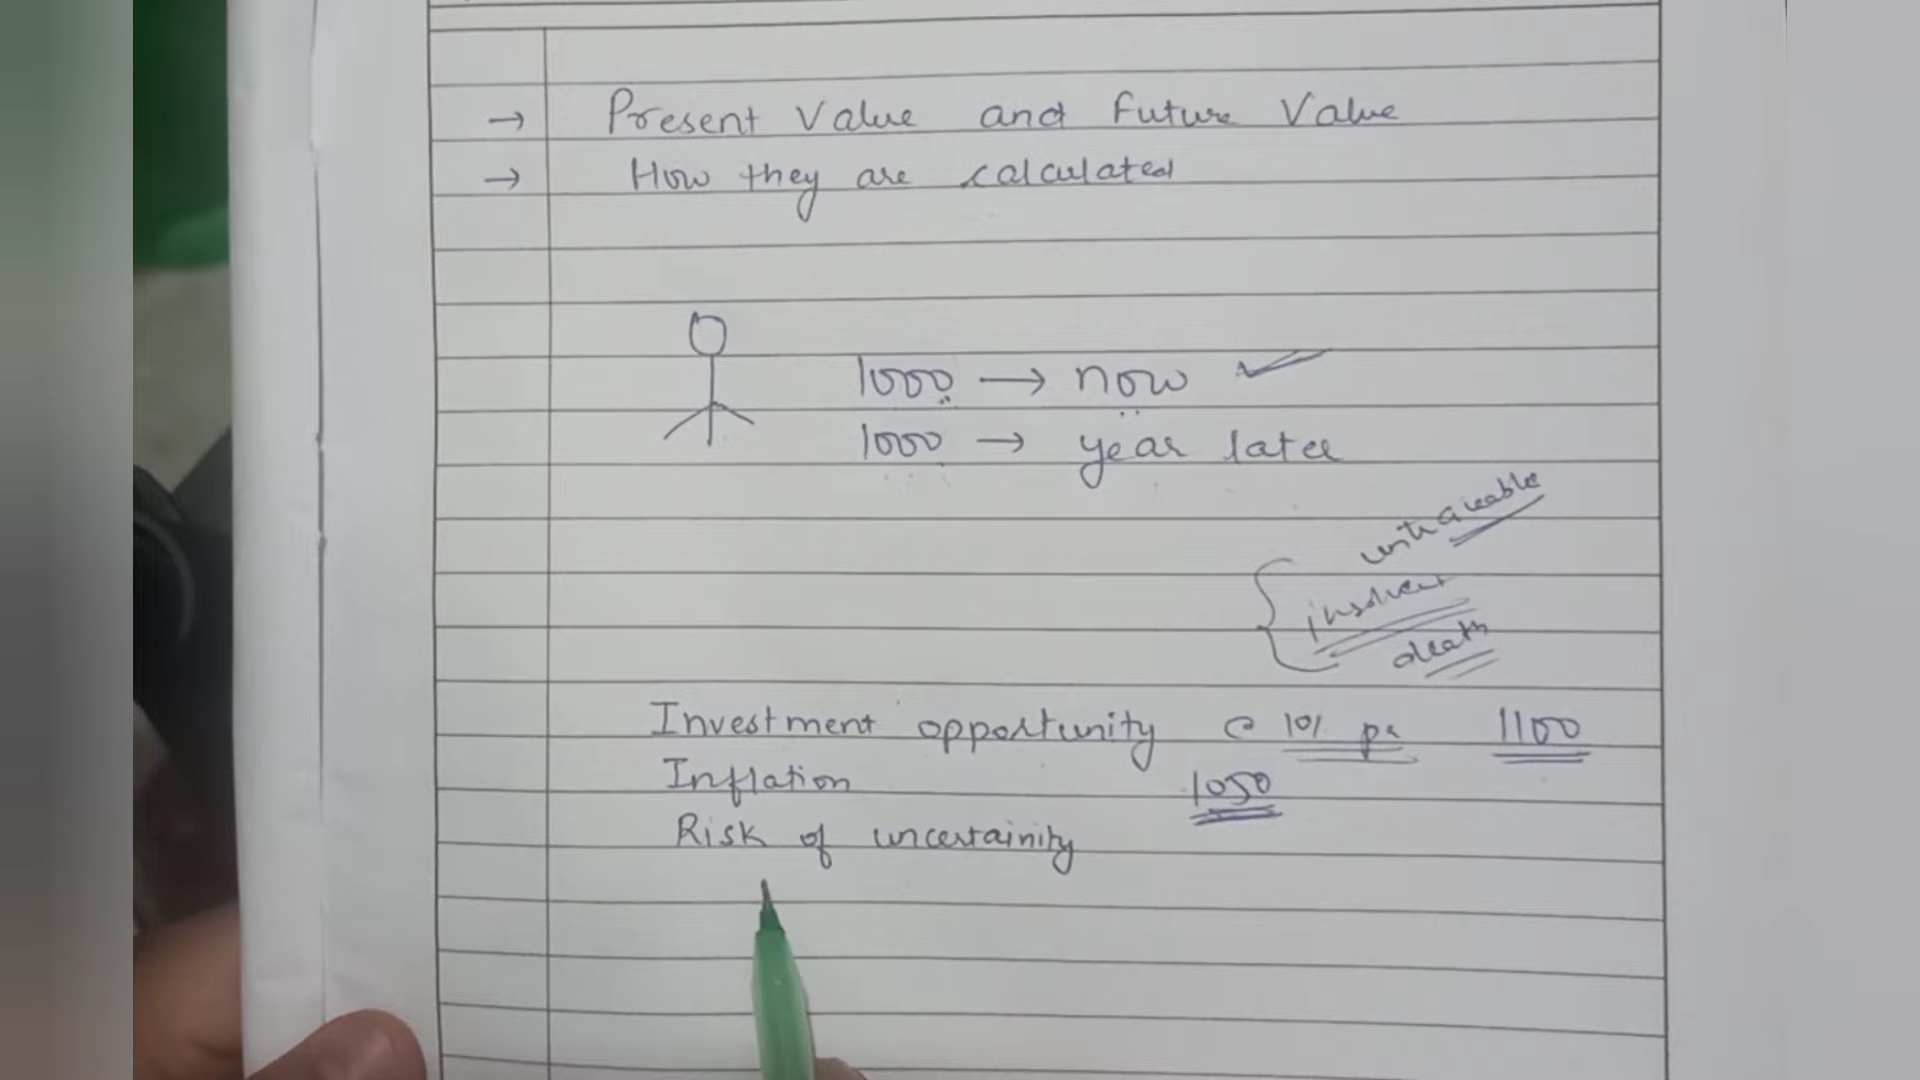 → Present Value and Future Value
→ How they are calculated
1000 → now ✓
1000 → year later
untraceable
insolvent
death
Investment opportunity @ 10% pa 1100
Inflation 1050
Risk of uncertainity